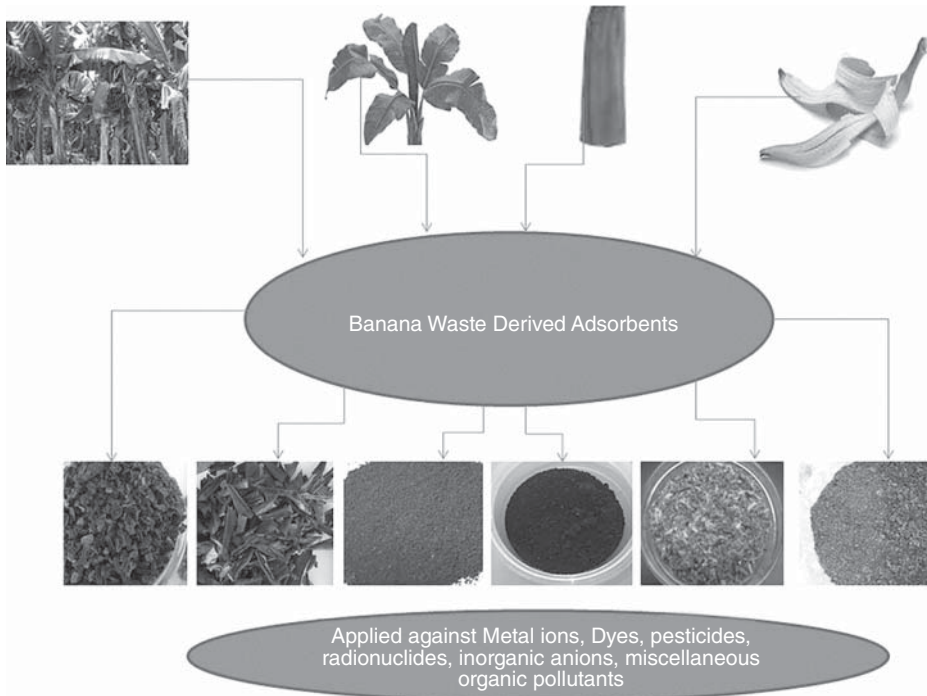 Banana Waste Derived Adsorbents
Applied against Metal ions, Dyes, pesticides,
radionuclides, inorganic anions, miscellaneous
organic pollutants